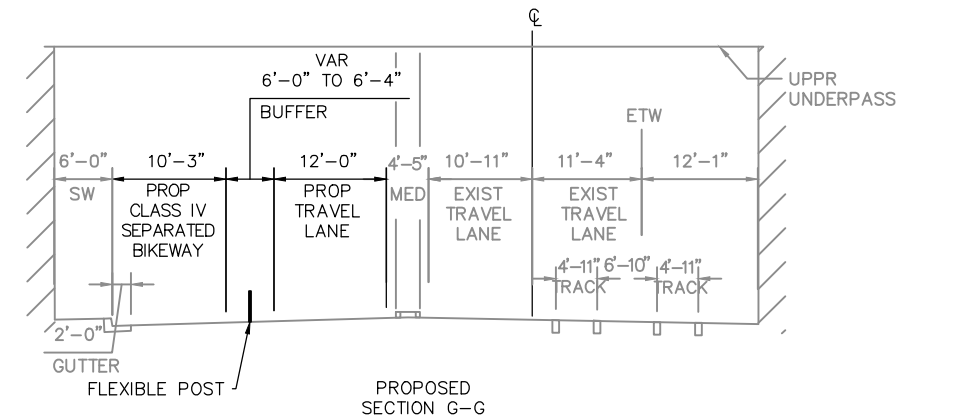 ℄
VAR
6'-0" TO 6'-4"
BUFFER
UPPR
UNDERPASS
ETW
6'-0"
10'-3"
12'-0"
4'-5"
10'-11"
11'-4"
12'-1"
SW
PROP
CLASS IV
SEPARATED
BIKEWAY
PROP
TRAVEL
LANE
MED
EXIST
TRAVEL
LANE
EXIST
TRAVEL
LANE
4'-11"
TRACK
6'-10"
4'-11"
TRACK
2'-0"
GUTTER
FLEXIBLE POST
PROPOSED
SECTION G-G